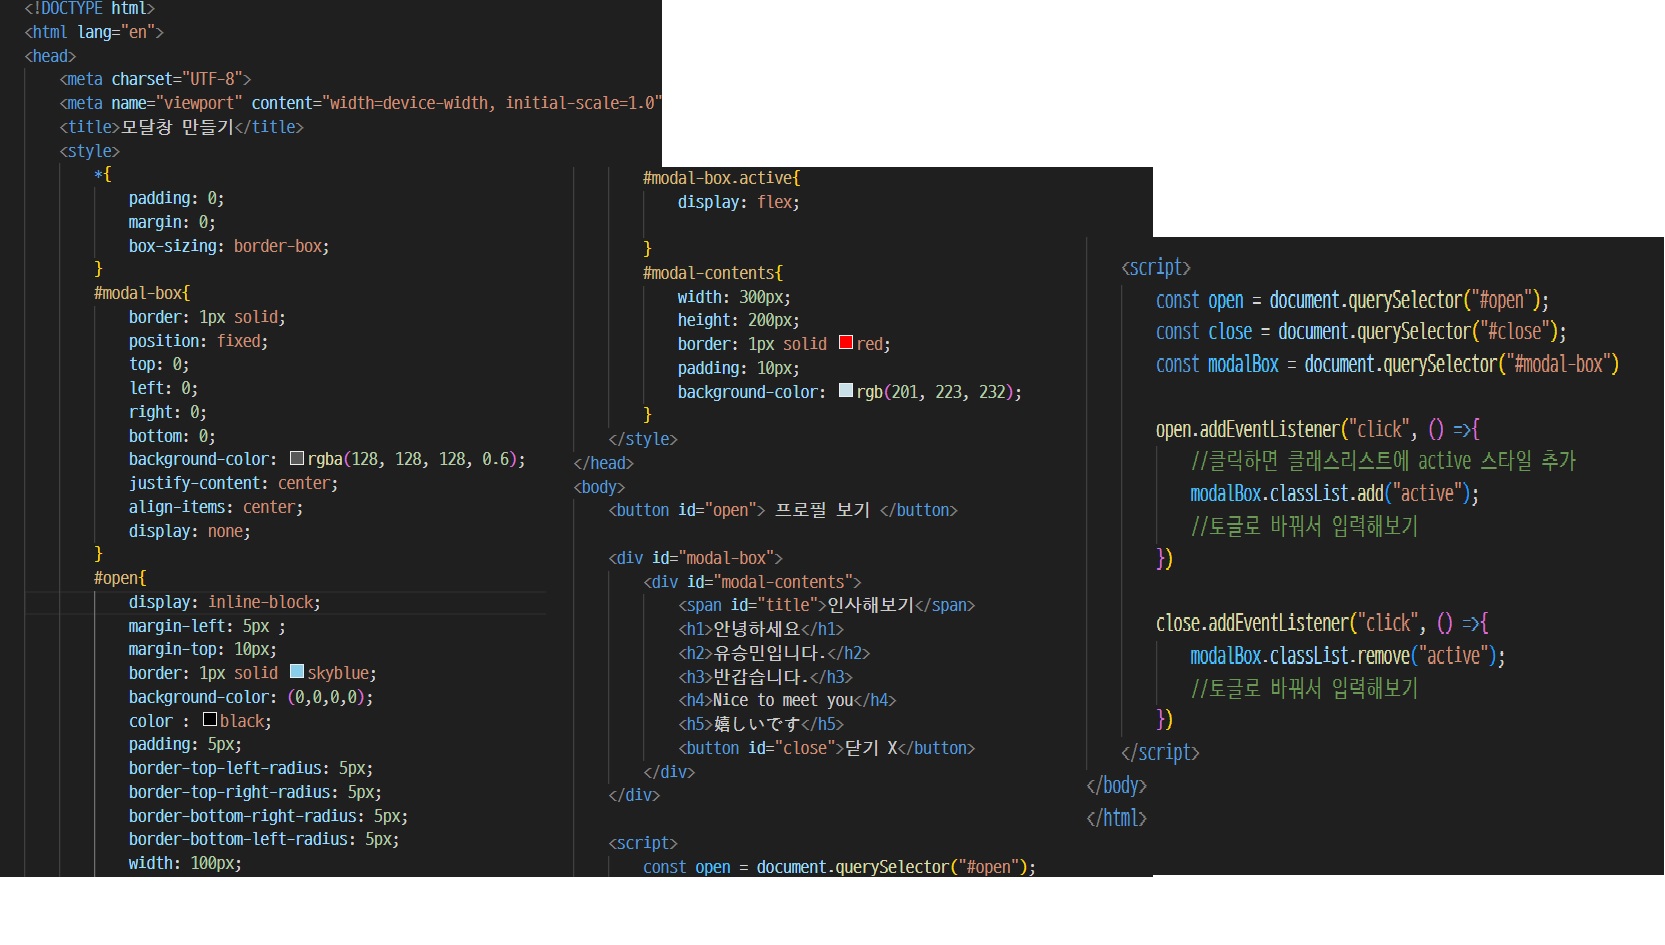 <!DOCTYPE html>
<html lang="en">
<head>
<meta charset="UTF-8">
<meta name="viewport" content="width=device-width, initial-scale=1.0"
<title>모달창 만들기</title>
<style>
*{
padding: 0;
margin: 0;
box-sizing: border-box;
}
#modal-box{
border: 1px solid;
position: fixed;
top: 0;
left: 0;
right: 0;
bottom: 0;
background-color: rgba(128, 128, 128, 0.6);
justify-content: center;
align-items: center;
display: none;
}
#open{
display: inline-block;
margin-left: 5px ;
margin-top: 10px;
border: 1px solid skyblue;
background-color: (0,0,0,0);
color : black;
padding: 5px;
border-top-left-radius: 5px;
border-top-right-radius: 5px;
border-bottom-right-radius: 5px;
border-bottom-left-radius: 5px;
width: 100px;
#modal-box.active{
display: flex;
}
#modal-contents{
width: 300px;
height: 200px;
border: 1px solid red;
padding: 10px;
background-color: rgb(201, 223, 232);
}
</style>
</head>
<body>
<button id="open"> 프로필 보기 </button>
<div id="modal-box">
<div id="modal-contents">
<span id="title">인사해보기</span>
<h1>안녕하세요</h1>
<h2>유승민입니다.</h2>
<h3>반갑습니다.</h3>
<h4>Nice to meet you</h4>
<h5>嬉しいです</h5>
<button id="close">닫기 X</button>
</div>
</div>
<script>
const open = document.querySelector("#open");
<script>
const open = document.querySelector("#open");
const close = document.querySelector("#close");
const modalBox = document.querySelector("#modal-box")
open.addEventListener("click", () =>{
//클릭하면 클래스리스트에 active 스타일 추가
modalBox.classList.add("active");
//토글로 바꿔서 입력해보기
})
close.addEventListener("click", () =>{
modalBox.classList.remove("active");
//토글로 바꿔서 입력해보기
})
</script>
</body>
</html>